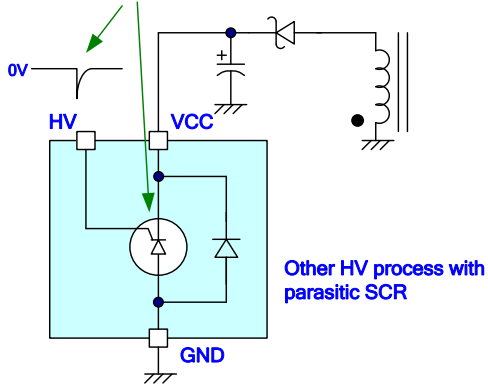 0V
+
HV
VCC
Other HV process with
parasitic SCR
GND